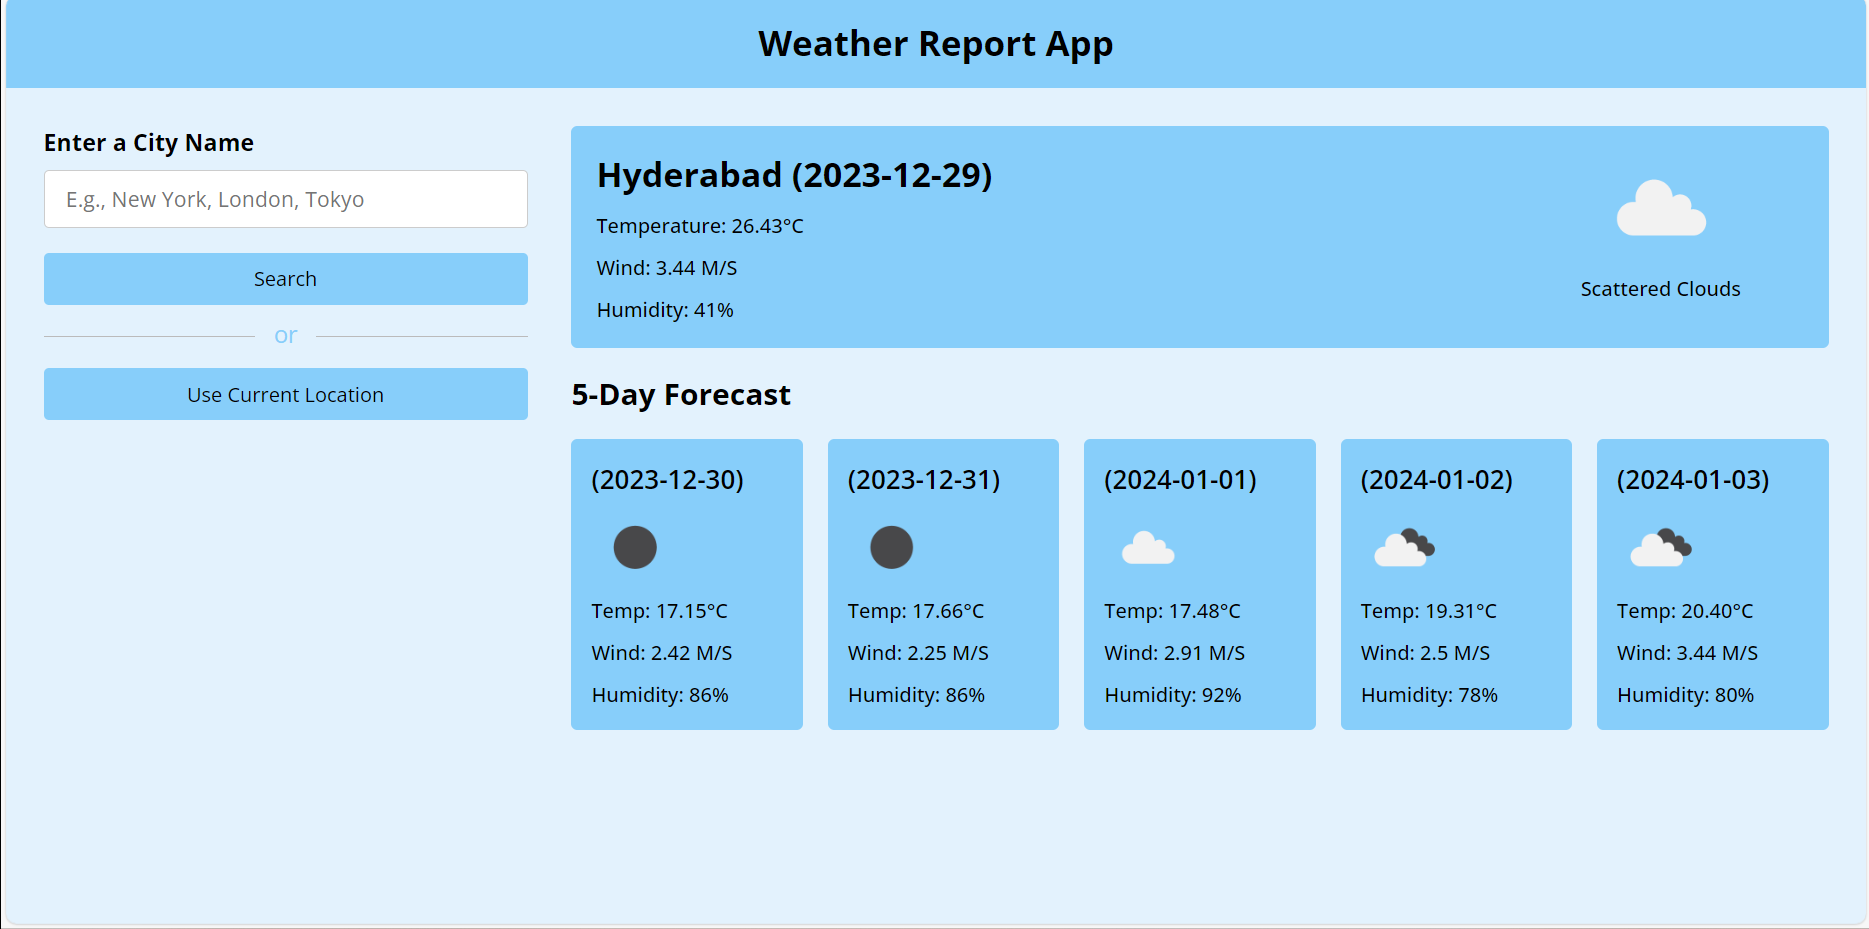 Weather Report App
Enter a City Name
E.g., New York, London, Tokyo
Search
or
Use Current Location
Hyderabad (2023-12-29)
Temperature: 26.43°C
Wind: 3.44 M/S
Humidity: 41%
Scattered Clouds
5-Day Forecast
(2023-12-30)
Temp: 17.15°C
Wind: 2.42 M/S
Humidity: 86%
(2023-12-31)
Temp: 17.66°C
Wind: 2.25 M/S
Humidity: 86%
(2024-01-01)
Temp: 17.48°C
Wind: 2.91 M/S
Humidity: 92%
(2024-01-02)
Temp: 19.31°C
Wind: 2.5 M/S
Humidity: 78%
(2024-01-03)
Temp: 20.40°C
Wind: 3.44 M/S
Humidity: 80%